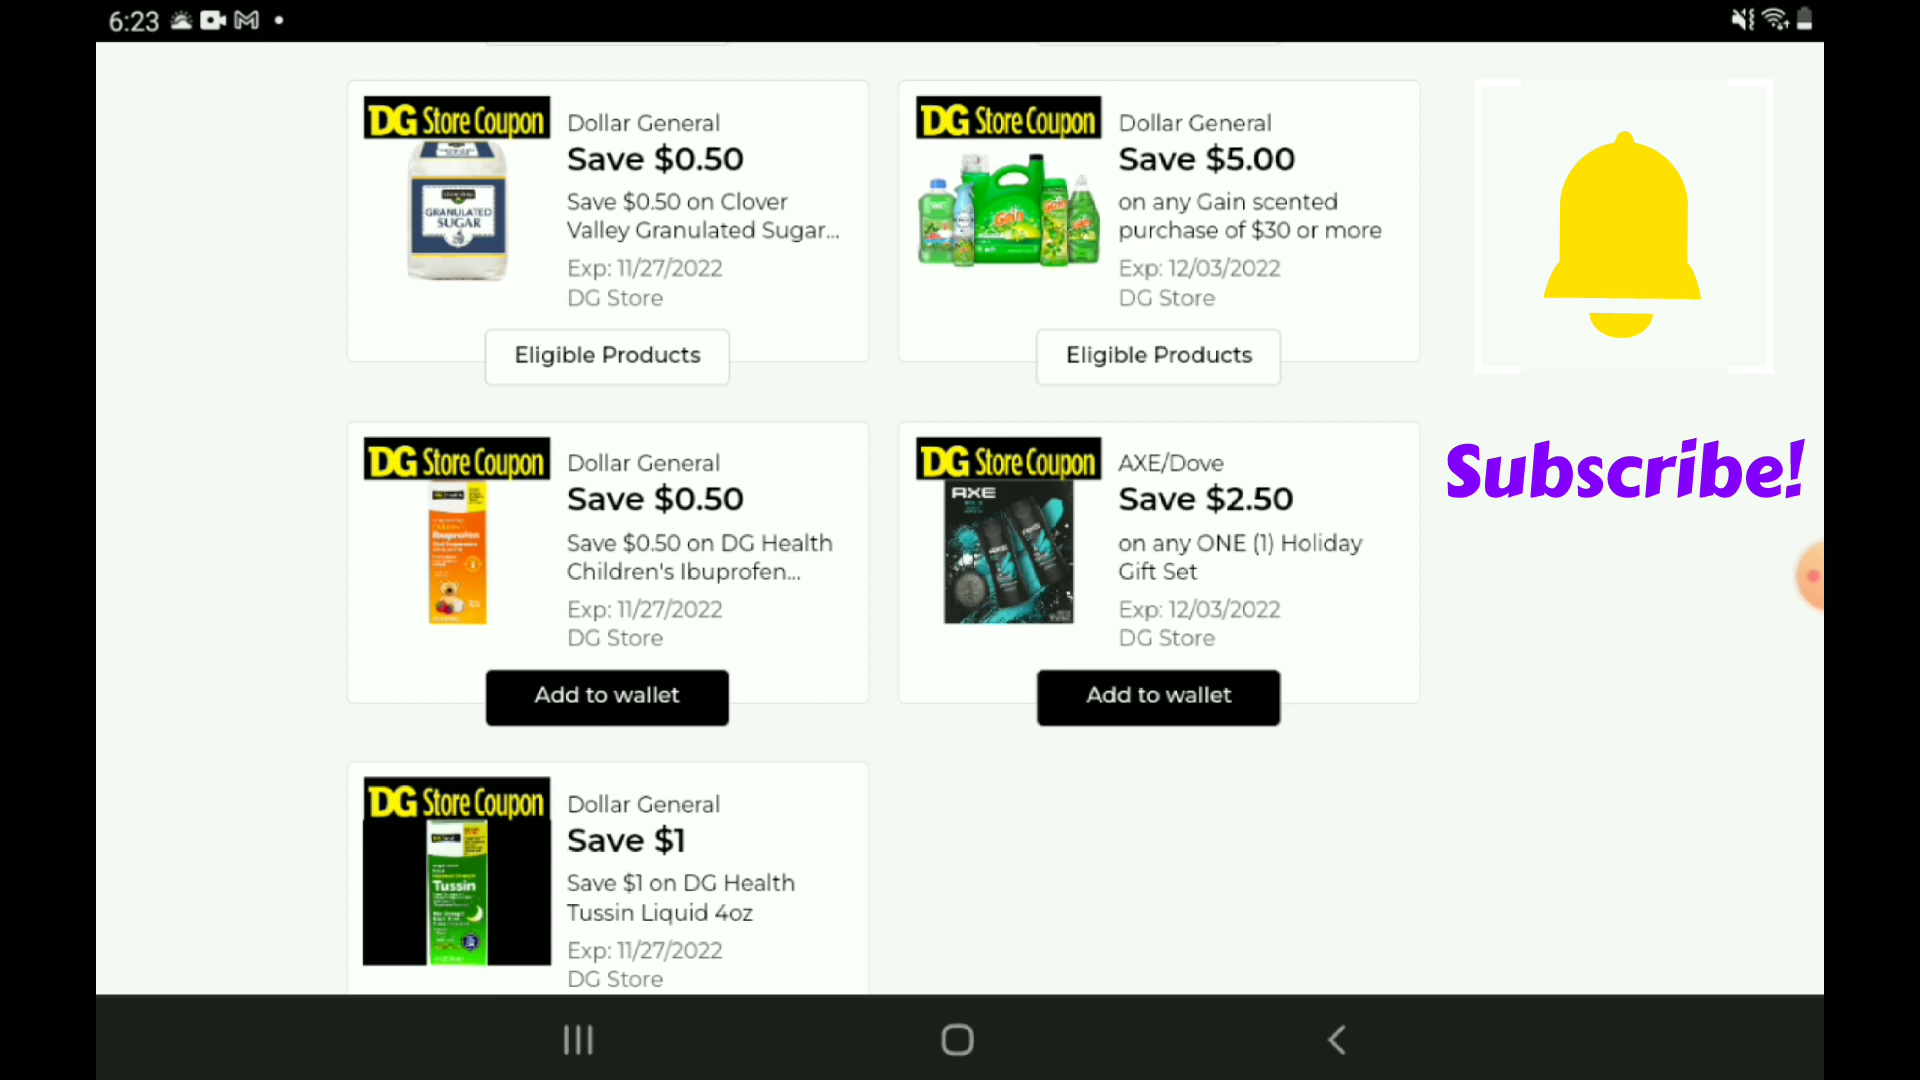 6:23
DG Store Coupon
Dollar General
Save $0.50
Save $0.50 on Clover
Valley Granulated Sugar...
Exp: 11/27/2022
DG Store
GRANULATED
SUGAR
Eligible Products
DG Store Coupon
Dollar General
Save $5.00
on any Gain scented
purchase of $30 or more
Exp: 12/03/2022
DG Store
Gain
Eligible Products
DG Store Coupon
Dollar General
Save $0.50
Save $0.50 on DG Health
Children's Ibuprofen...
Exp: 11/27/2022
DG Store
Ibuprofen
Add to wallet
DG Store Coupon
AXE/Dove
Save $2.50
on any ONE (1) Holiday
Gift Set
Exp: 12/03/2022
DG Store
AXE
Add to wallet
Subscribe!
DG Store Coupon
Dollar General
Save $1
Save $1 on DG Health
Tussin Liquid 4oz
Exp: 11/27/2022
DG Store
Tussin